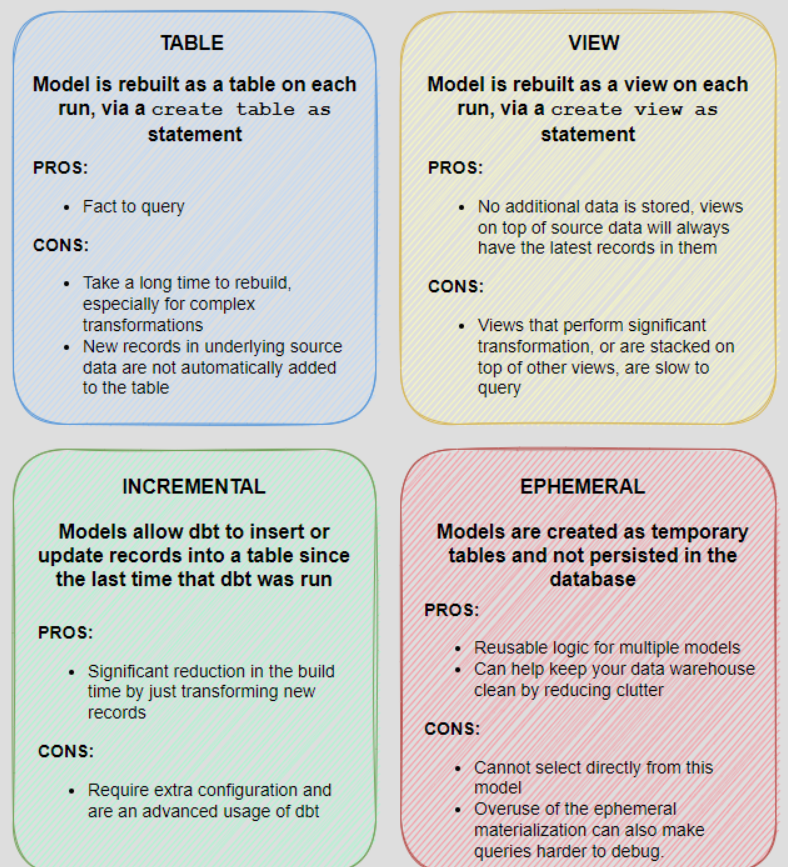 TABLE
Model is rebuilt as a table on each
run, via a create table as
statement
PROS:
• Fact to query
CONS:
• Take a long time to rebuild,
especially for complex
transformations
• New records in underlying source
data are not automatically added
to the table
VIEW
Model is rebuilt as a view on each
run, via a create view as
statement
PROS:
• No additional data is stored, views
on top of source data will always
have the latest records in them
CONS:
• Views that perform significant
transformation, or are stacked on
top of other views, are slow to
query
INCREMENTAL
Models allow dbt to insert or
update records into a table since
the last time that dbt was run
PROS:
• Significant reduction in the build
time by just transforming new
records
CONS:
• Require extra configuration and
are an advanced usage of dbt
EPHEMERAL
Models are created as temporary
tables and not persisted in the
database
PROS:
• Reusable logic for multiple models
• Can help keep your data warehouse
clean by reducing clutter
CONS:
• Cannot select directly from this
model
• Overuse of the ephemeral
materialization can also make
queries harder to debug.